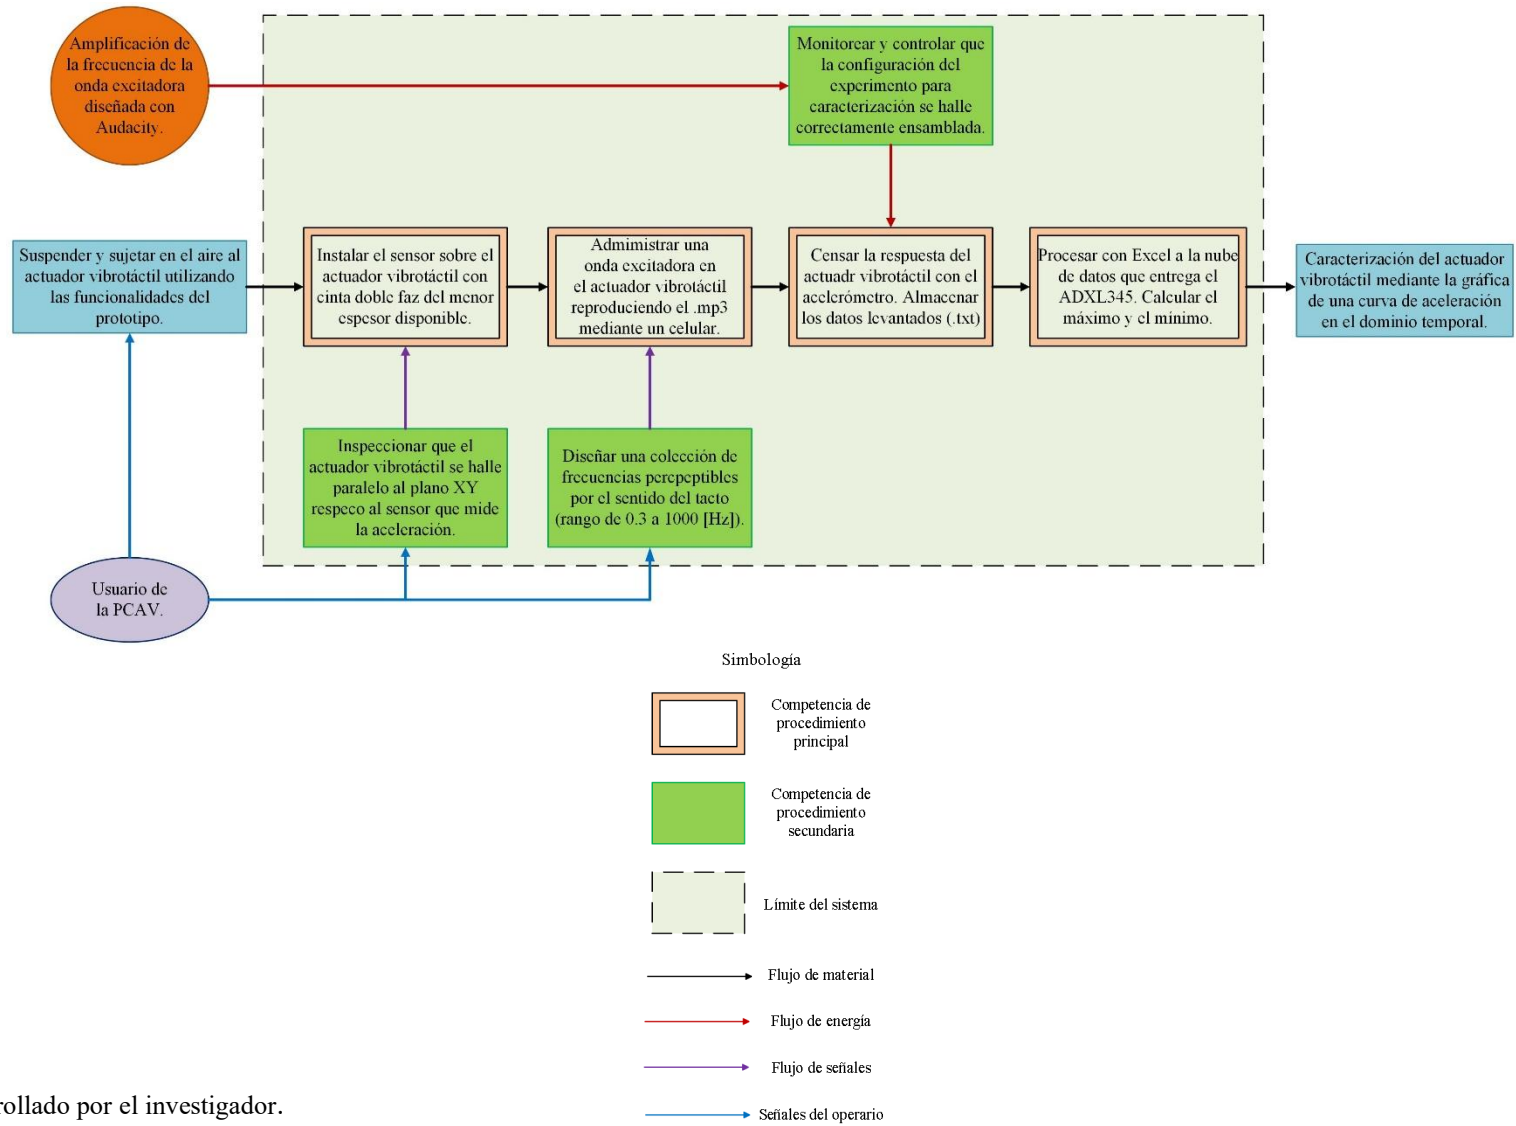 Amplificación de
la frecuencia de la
onda excitadora
diseñada con
Audacity.
Monitorear y controlar que
la configuración del
experimento para
caracterización se halle
correctamente ensamblada.
Suspender y sujetar en el aire al
actuador vibrotáctil utilizando
las funcionalidades del
prototipo.
Instalar el sensor sobre el
actuador vibrotáctil con
cinta doble faz del menor
espesor disponible.
Admimistrar una
onda excitadora en
el actuador vibrotáctil
reproduciendo el .mp3
mediante un celular.
Censar la respuesta del
actuadr vibrotáctil con el
acelerómetro. Almacenar
los datos levantados (.txt)
Procesar con Excel a la nube
de datos que entrega el
ADXL345. Calcular el
máximo y el mínimo.
Caracterización del actuador
vibrotáctil mediante la gráfica
de una curva de aceleración
en el dominio temporal.
Inspeccionar que el
actuador vibrotáctil se halle
paralelo al plano XY
respeco al sensor que mide
la aceleración.
Diseñar una colección de
frecuencias percpeptibles
por el sentido del tacto
(rango de 0.3 a 1000 [Hz]).
Usuario de
la PCAV.
Simbología
Competencia de
procedimiento
principal
Competencia de
procedimiento
secundaria
Límite del sistema
Flujo de material
Flujo de energía
Flujo de señales
Señales del operario
rollado por el investigador.